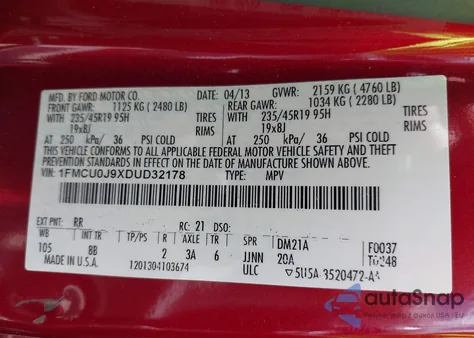 MFD. BY FORD MOTOR CO. DATE: 04/13 GVWR: 2159 KG ( 4760 LB)
FRONT GAWR: 1125 KG ( 2480 LB) REAR GAWR: 1034 KG ( 2280 LB)
WITH 235/45R19 95H TIRES WITH 235/45R19 95H TIRES
19x8J RIMS 19x8J RIMS
AT 250 kPa/ 36 PSI COLD AT 250 kPa/ 36 PSI COLD
THIS VEHICLE CONFORMS TO ALL APPLICABLE FEDERAL MOTOR VEHICLE SAFETY AND THEFT PREVENTION STANDARDS IN EFFECT ON THE DATE OF MANUFACTURE SHOWN ABOVE.
VIN: 1FMCU0J9XDUD32178 TYPE: MPV
EXT PNT: RR RC: 21 DSO:
WB TP/PS R AXLE TR SPR DM21A F0037
105 8B 2 3A 6 JJNN 20A
MADE IN U.S.A. 1201304103674 ULC
autoSnap